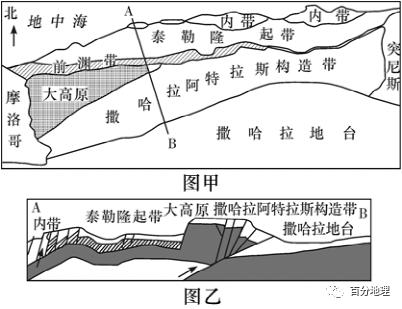 北
A
地中海
内带
内带
泰勒隆起带
前渊带
突尼斯
大高原
撒哈拉阿特拉斯构造带
摩洛哥
撒哈拉地台
B
图甲
A
内带
泰勒隆起带
大高原
撒哈拉阿特拉斯构造带
B
撒哈拉地台
百分地理
图乙